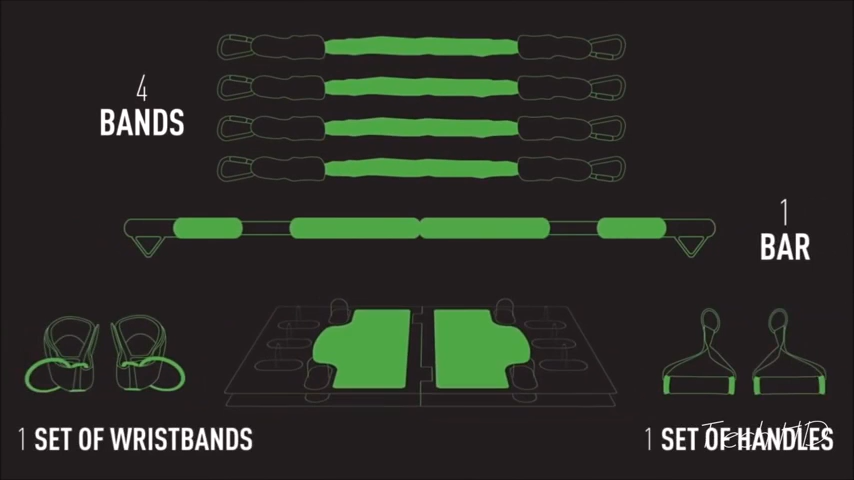 4
BANDS
1
BAR
1 SET OF WRISTBANDS
1 SET OF HANDLES